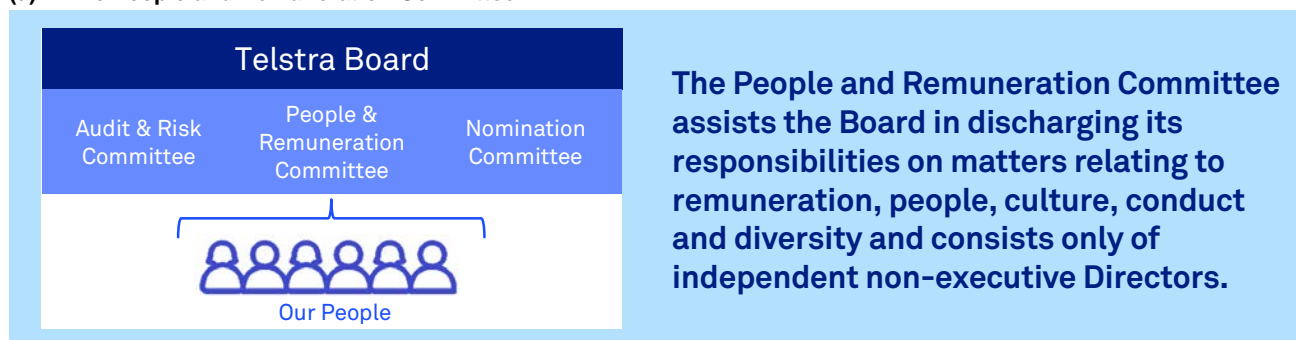 Telstra Board
Audit & Risk
Committee
People &
Remuneration
Committee
Nomination
Committee
Our People
The People and Remuneration Committee
assists the Board in discharging its
responsibilities on matters relating to
remuneration, people, culture, conduct
and diversity and consists only of
independent non-executive Directors.